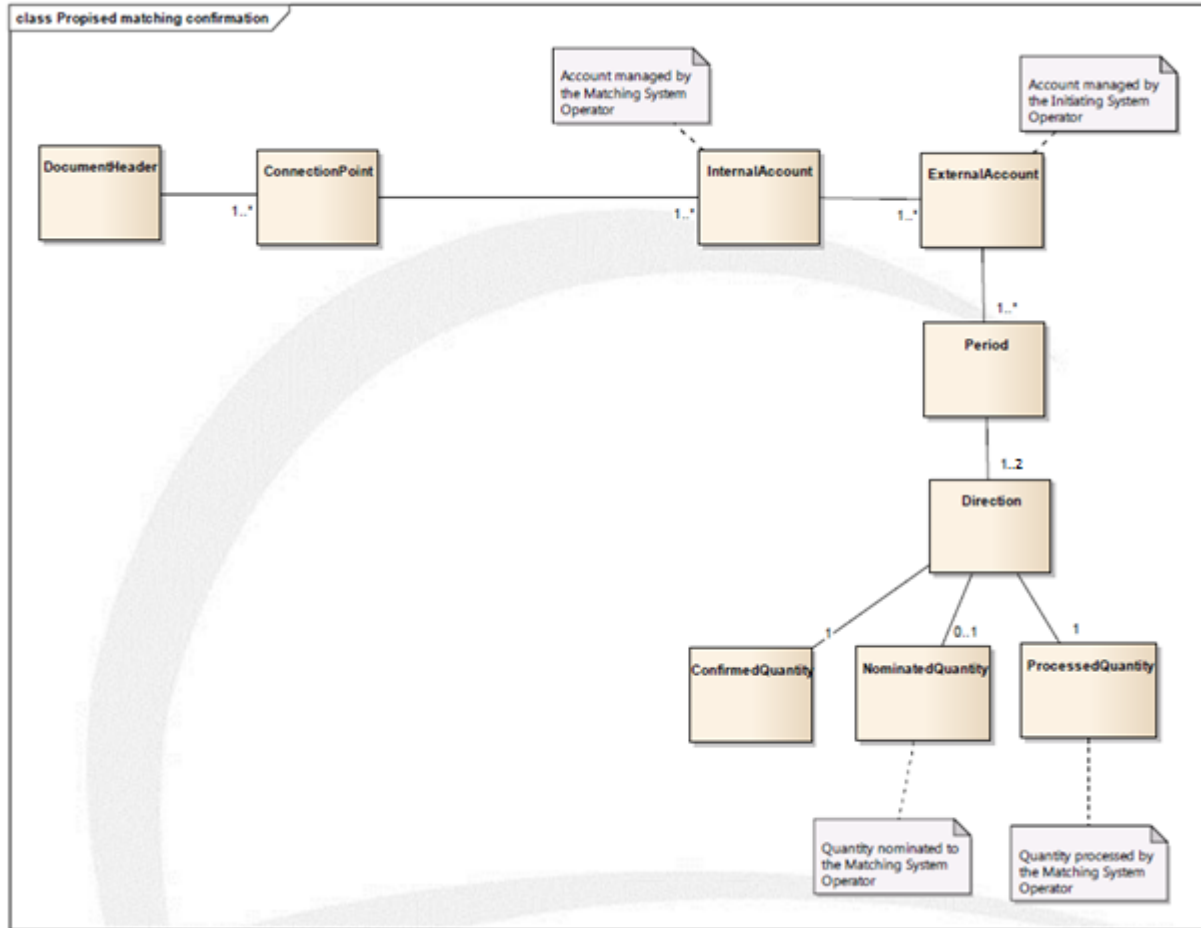 class Propised matching confirmation
Account managed by
the Matching System
Operator
Account managed by
the Initiating System
Operator
DocumentHeader
ConnectionPoint
InternalAccount
ExternalAccount
1..*
1..*
1..*
1..*
Period
1..2
Direction
1
0..1
1
ConfirmedQuantity
NominatedQuantity
ProcessedQuantity
Quantity nominated to
the Matching System
Operator
Quantity processed by
the Matching System
Operator